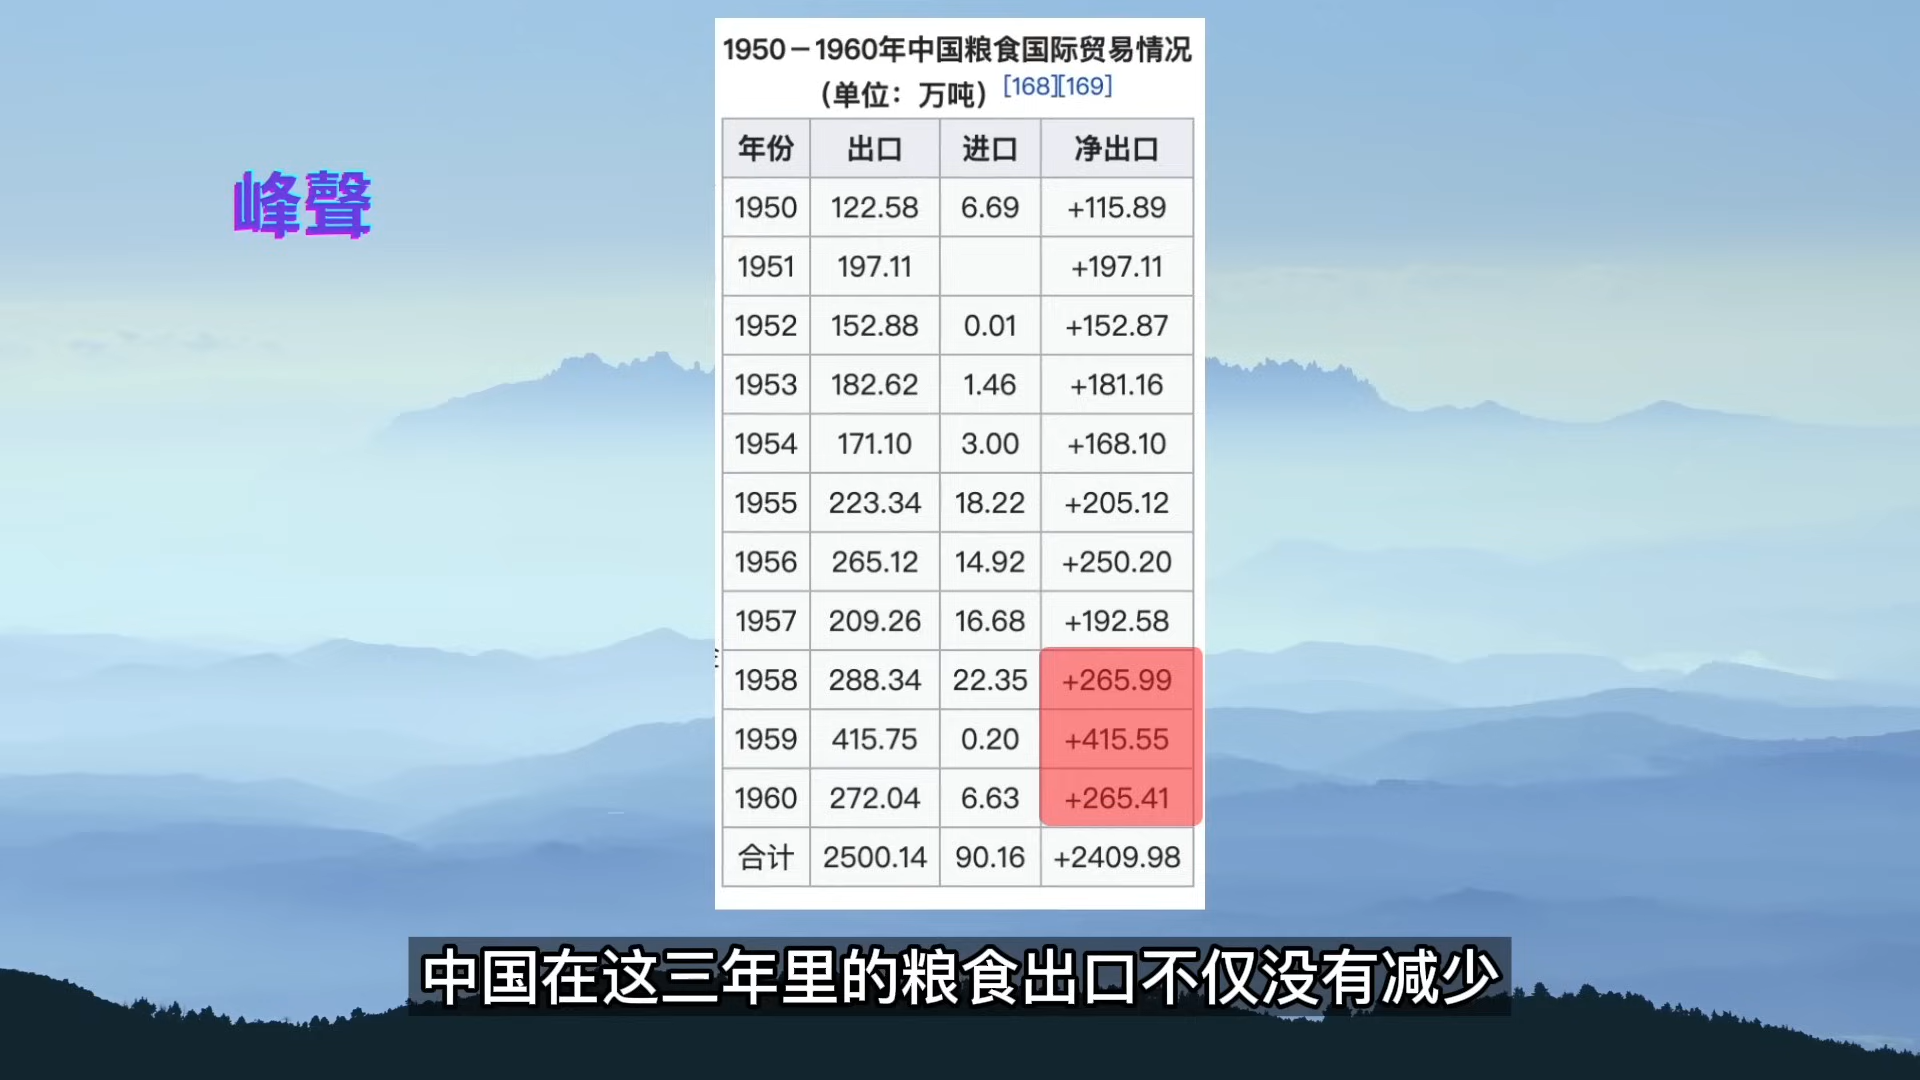 1950－1960年中国粮食国际贸易情况
（单位：万吨）[168][169]
年份 出口 进口 净出口
1950 122.58 6.69 +115.89
1951 197.11 +197.11
1952 152.88 0.01 +152.87
1953 182.62 1.46 +181.16
1954 171.10 3.00 +168.10
1955 223.34 18.22 +205.12
1956 265.12 14.92 +250.20
1957 209.26 16.68 +192.58
1958 288.34 22.35 +265.99
1959 415.75 0.20 +415.55
1960 272.04 6.63 +265.41
合计 2500.14 90.16 +2409.98
峰聲
中国在这三年里的粮食出口不仅没有减少